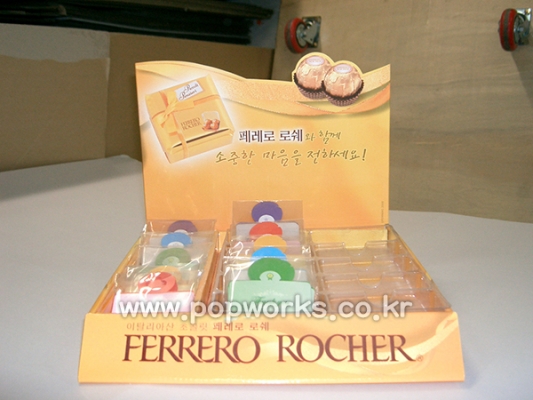 페레로 로쉐와 함께
소중한 마음을 전하세요!
www.popworks.co.kr
이탈리아산 초콜릿 페레로 로쉐
FERRERO ROCHER®